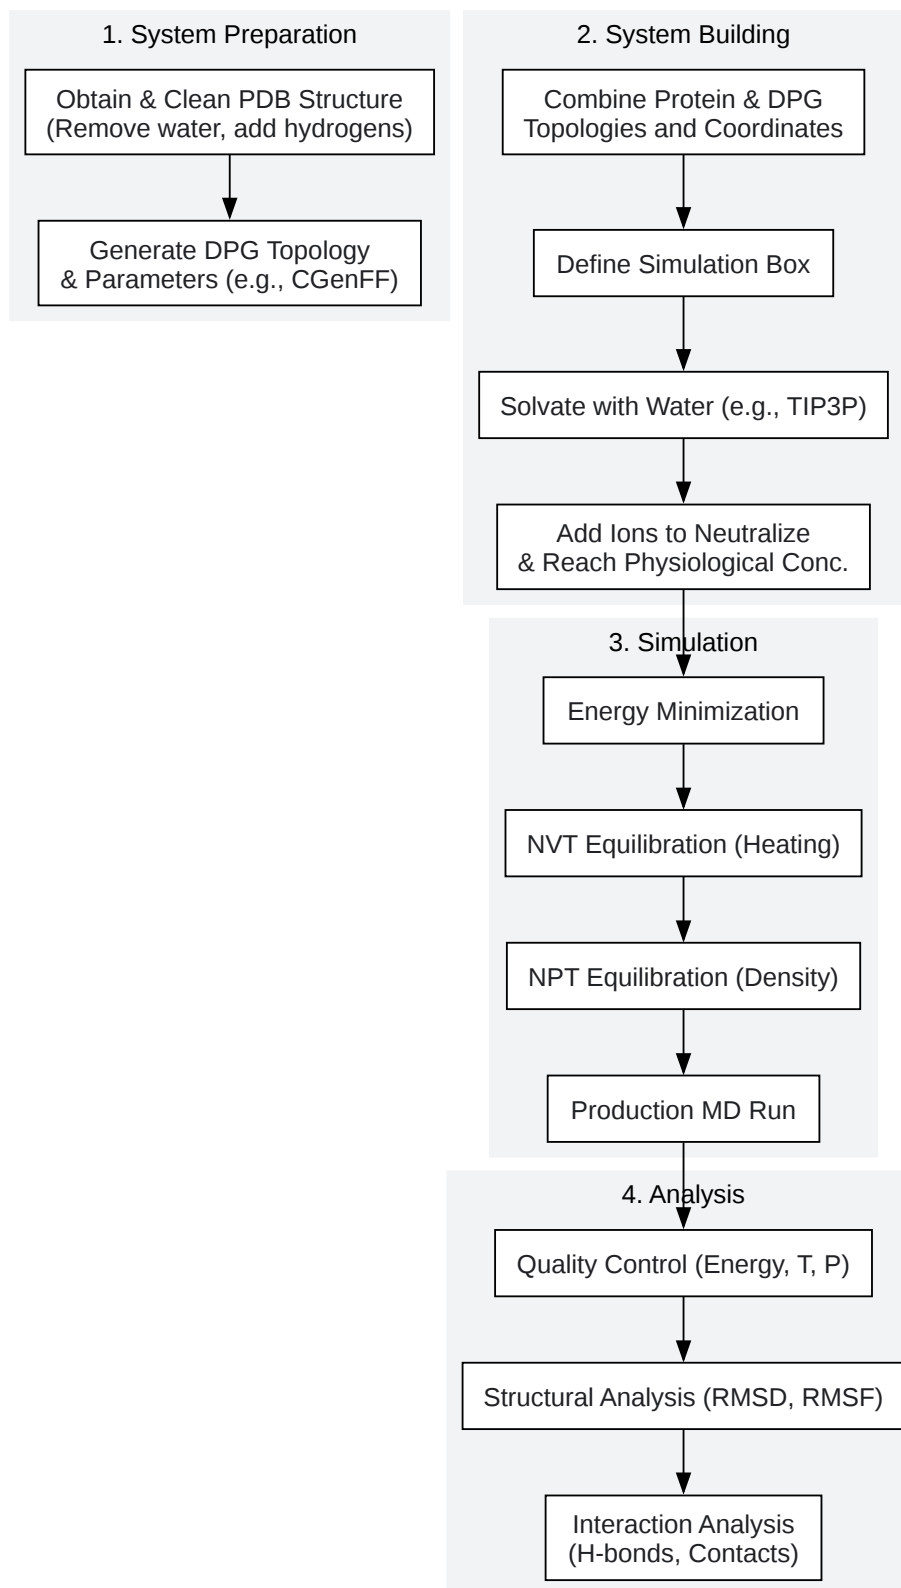 1. System Preparation
Obtain & Clean PDB Structure
(Remove water, add hydrogens)
Generate DPG Topology
& Parameters (e.g., CGenFF)
2. System Building
Combine Protein & DPG
Topologies and Coordinates
Define Simulation Box
Solvate with Water (e.g., TIP3P)
Add Ions to Neutralize
& Reach Physiological Conc.
3. Simulation
Energy Minimization
NVT Equilibration (Heating)
NPT Equilibration (Density)
Production MD Run
4. Analysis
Quality Control (Energy, T, P)
Structural Analysis (RMSD, RMSF)
Interaction Analysis
(H-bonds, Contacts)